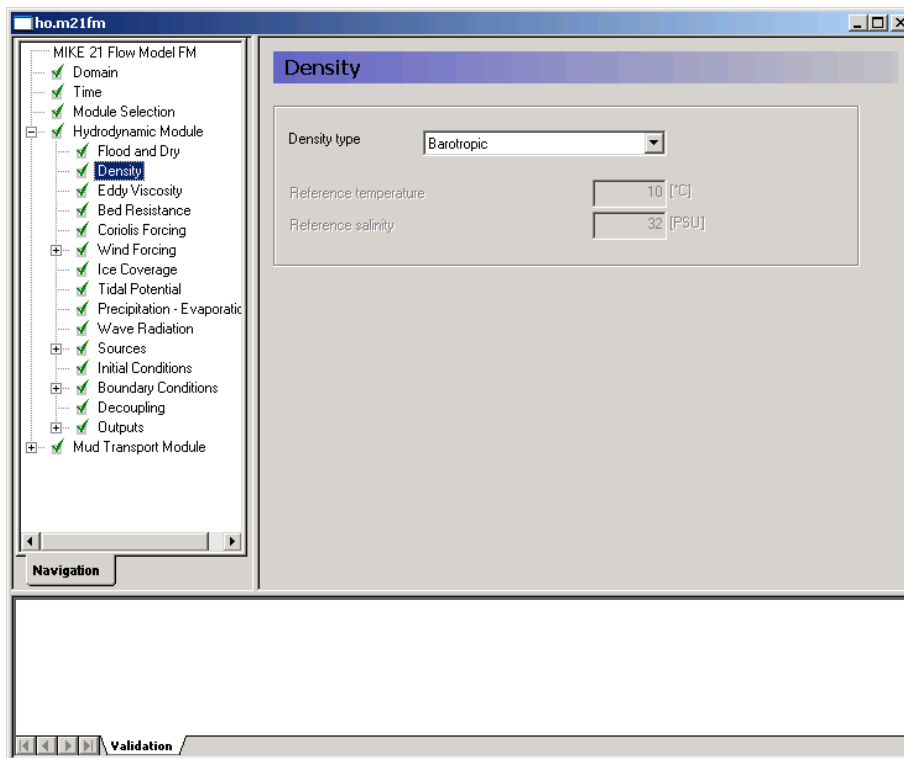 ho.m21fm
MIKE 21 Flow Model FM
Domain
Time
Module Selection
Hydrodynamic Module
Flood and Dry
Density
Eddy Viscosity
Bed Resistance
Coriolis Forcing
Wind Forcing
Ice Coverage
Tidal Potential
Precipitation - Evaporatic
Wave Radiation
Sources
Initial Conditions
Boundary Conditions
Decoupling
Outputs
Mud Transport Module
Navigation
Density
Density type Barotropic
Reference temperature 10 [°C]
Reference salinity 32 [PSU]
Validation